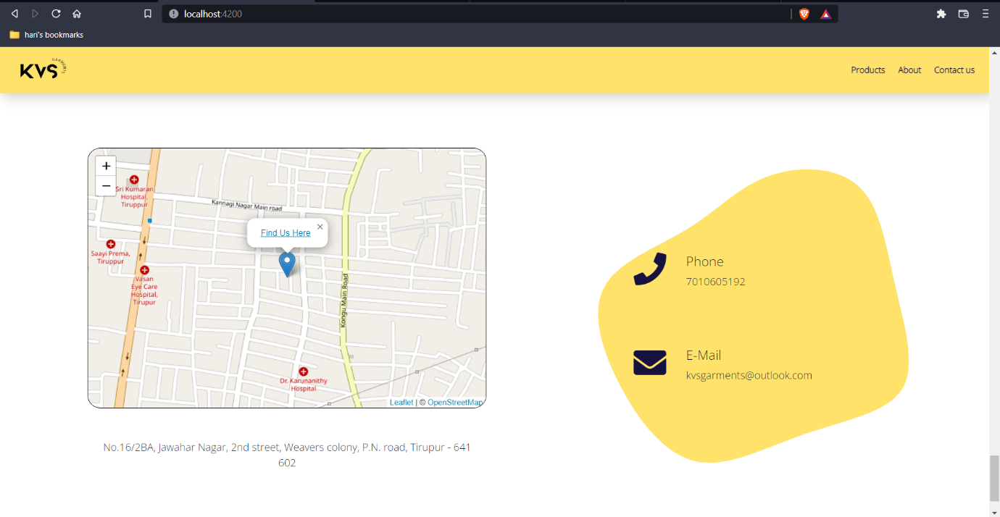 localhost:4200
hari's bookmarks
KVS
GARMENTS
Products About Contact us
+
−
Sri Kumaran
Hospital,
Tiruppur
Kannagi Nagar Main road
Find Us Here
×
Saayi Prema,
Tiruppur
Vasan
Eye Care
Hospital,
Tirupur
Kongu Main Road
Dr. Karunanithy
Hospital
Leaflet | © OpenStreetMap
No.16/2BA, Jawahar Nagar, 2nd street, Weavers colony, P.N. road, Tirupur - 641
602
Phone
7010605192
E-Mail
kvsgarments@outlook.com